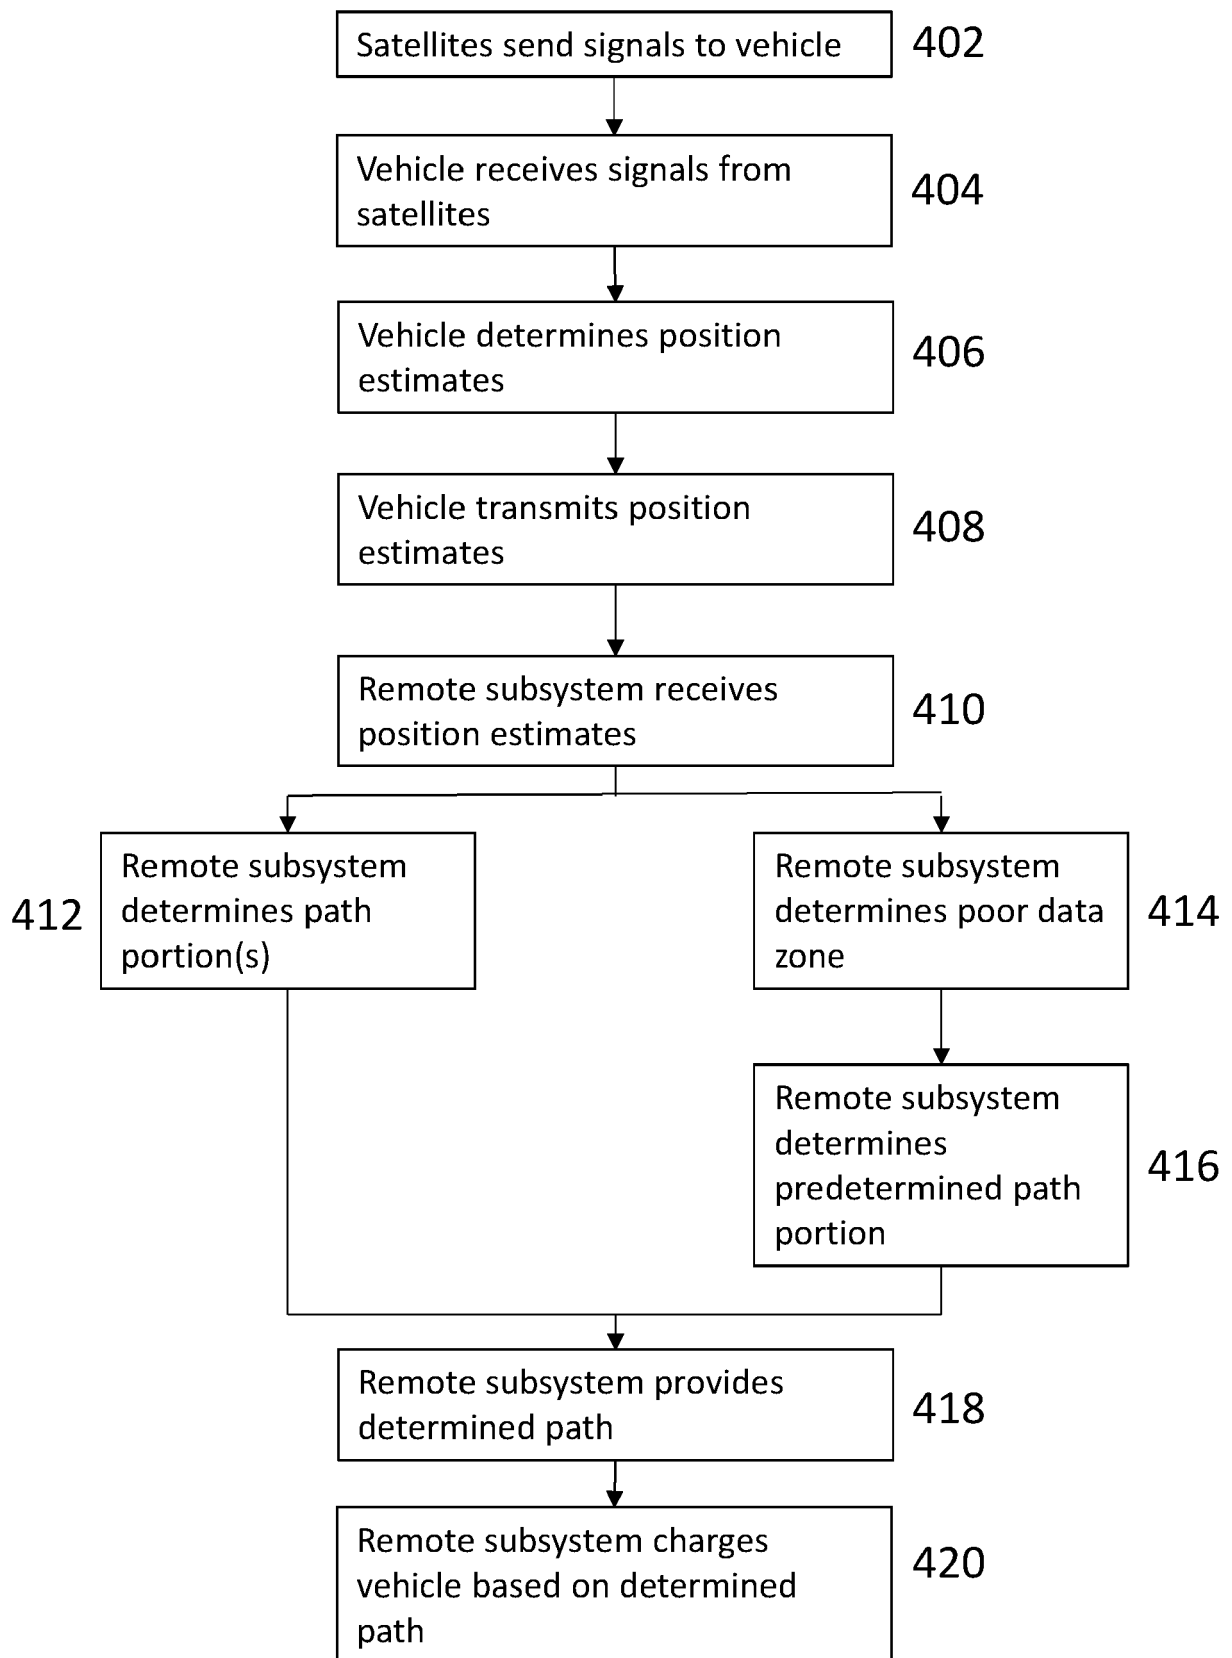 Satellites send signals to vehicle
402
Vehicle receives signals from
satellites
404
Vehicle determines position
estimates
406
Vehicle transmits position
estimates
408
Remote subsystem receives
position estimates
410
412
Remote subsystem
determines path
portion(s)
Remote subsystem
determines poor data
zone
414
Remote subsystem
determines
predetermined path
portion
416
Remote subsystem provides
determined path
418
Remote subsystem charges
vehicle based on determined
path
420